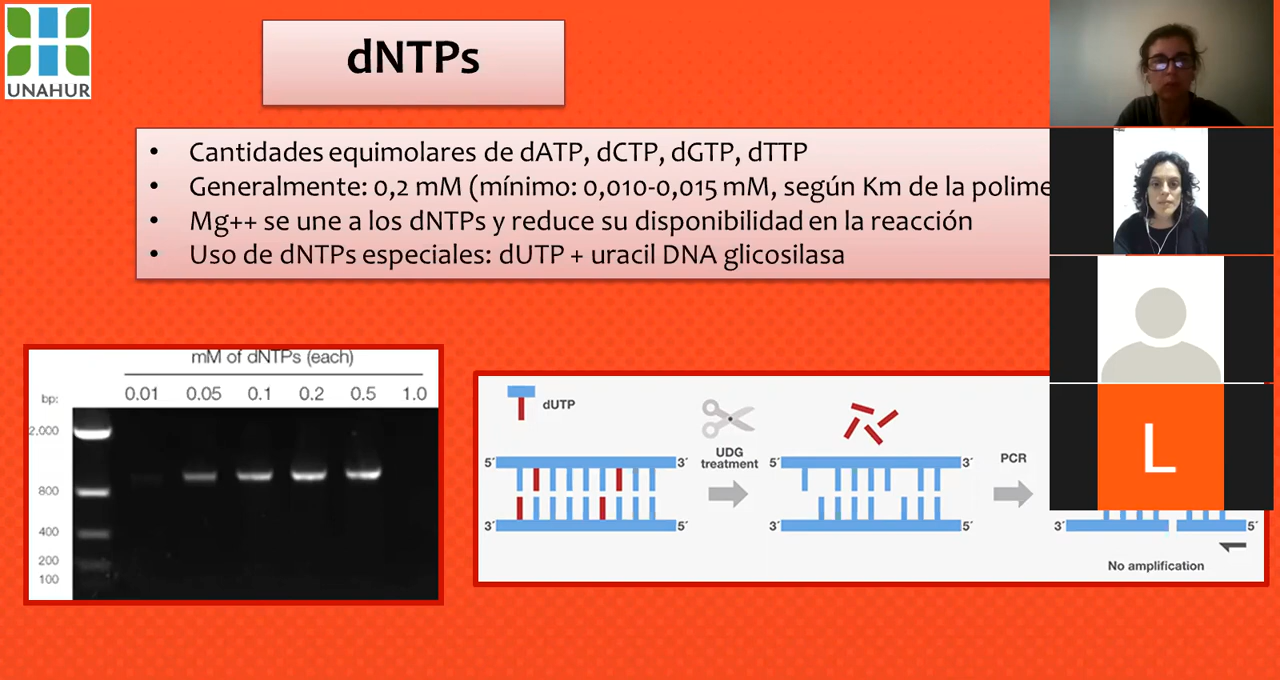 UNAHUR
dNTPs
• Cantidades equimolares de dATP, dCTP, dGTP, dTTP
• Generalmente: 0,2 mM (mínimo: 0,010-0,015 mM, según Km de la polime
• Mg++ se une a los dNTPs y reduce su disponibilidad en la reacción
• Uso de dNTPs especiales: dUTP + uracil DNA glicosilasa
mM of dNTPs (each)
bp: 0.01 0.05 0.1 0.2 0.5 1.0
2,000
800
400
200
100
dUTP
UDG
treatment
PCR
5´ 3´ 5´ 3´
3´ 5´ 3´ 5´ 3´ 5´
No amplification
L